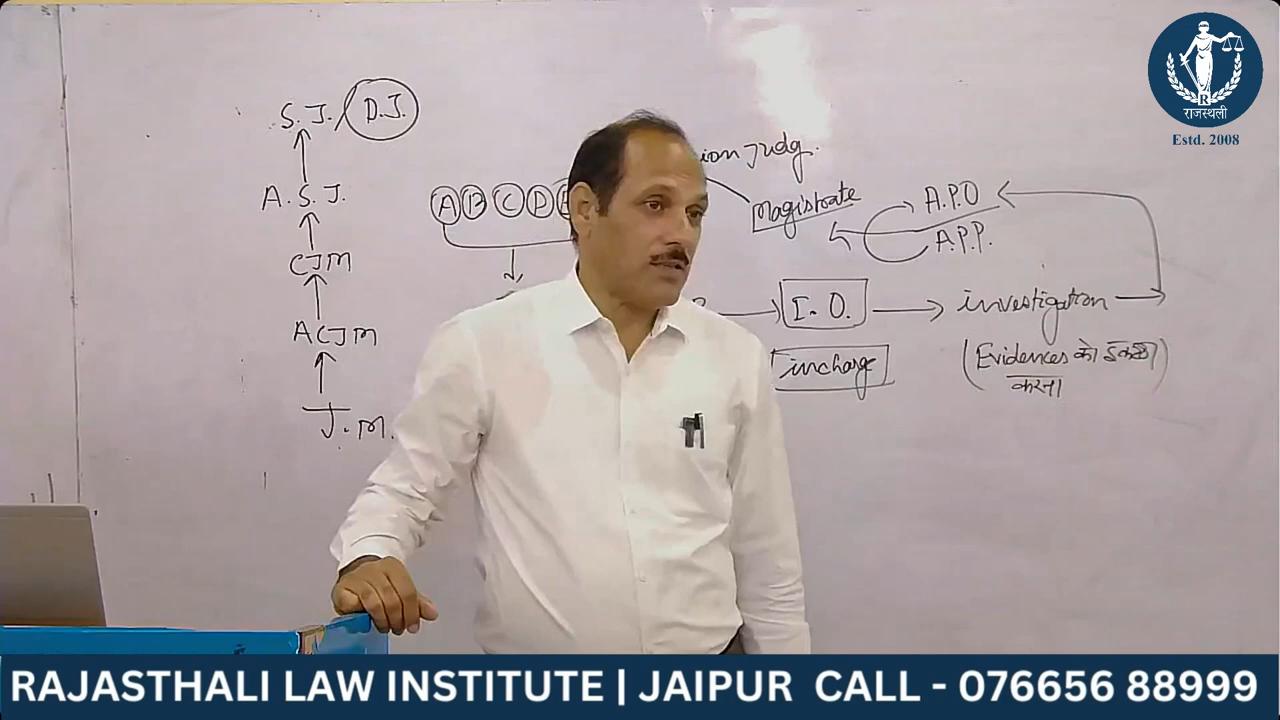 S.J./ D.J.
A.S.J.
CJM
ACJM
J.M.
A B C D
Judg.
Magistrate
A.P.O
A.P.P.
I.O.
incharge
investigation
(Evidences को इकट्ठा
करना)
R
राजस्थली
Estd. 2008
RAJASTHALI LAW INSTITUTE | JAIPUR CALL - 076656 88999